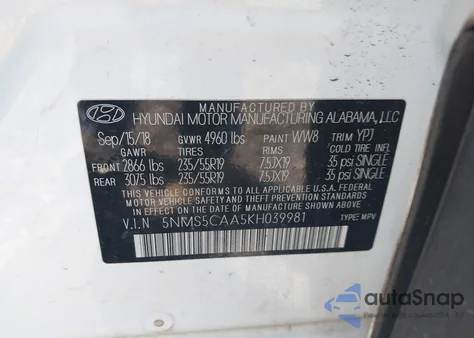 MANUFACTURED BY
HYUNDAI MOTOR MANUFACTURING ALABAMA, LLC
Sep/15/18 GVWR 4960 lbs PAINT WW8 TRIM YPJ
GAWR TIRES RIMS COLD TIRE INFL
FRONT 2866 lbs 235/55R19 7.5JX19 35 psi SINGLE
REAR 3075 lbs 235/55R19 7.5JX19 35 psi SINGLE
THIS VEHICLE CONFORMS TO ALL APPLICABLE FEDERAL
MOTOR VEHICLE SAFETY, BUMPER, AND THEFT PREVENTION
STANDARDS IN EFFECT ON THE DATE OF MANUFACTURE
SHOWN ABOVE.
V.I.N 5NMS5CAA5KH039981 TYPE: MPV
autoSnap